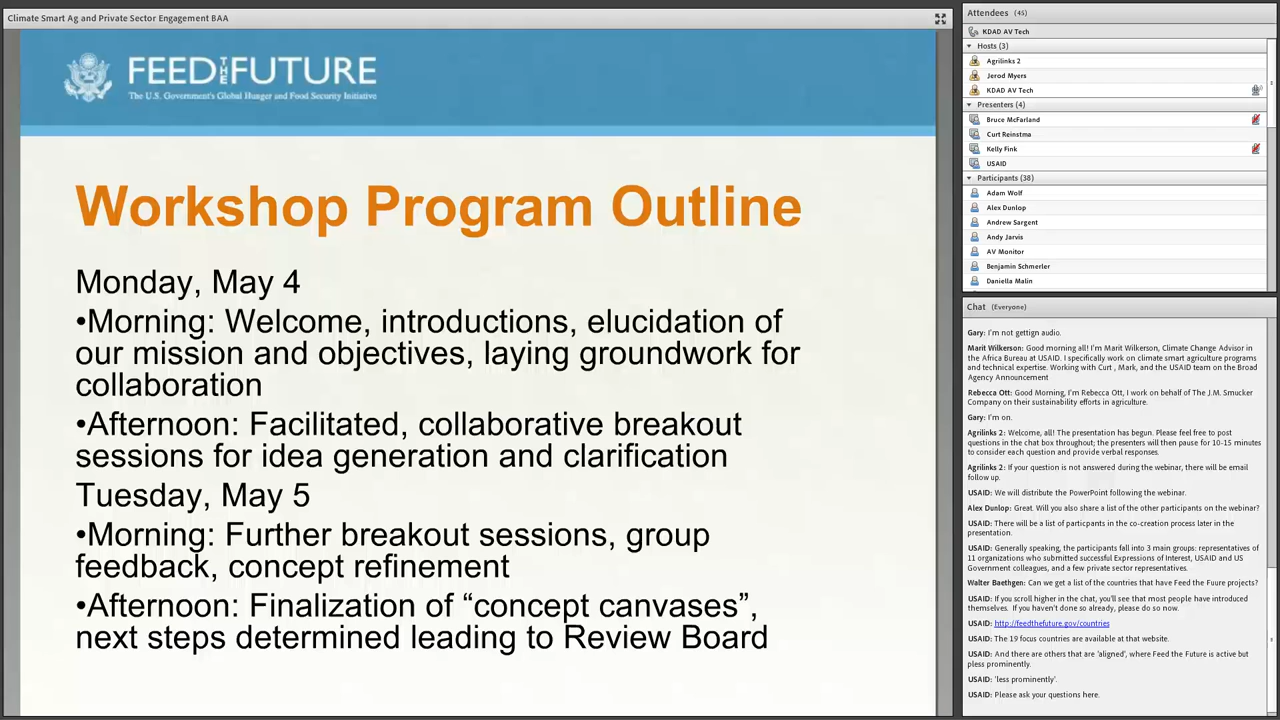 Climate Smart Ag and Private Sector Engagement BAA
FEED THE FUTURE
The U.S. Government's Global Hunger and Food Security Initiative
Workshop Program Outline
Monday, May 4
•Morning: Welcome, introductions, elucidation of
our mission and objectives, laying groundwork for
collaboration
•Afternoon: Facilitated, collaborative breakout
sessions for idea generation and clarification
Tuesday, May 5
•Morning: Further breakout sessions, group
feedback, concept refinement
•Afternoon: Finalization of “concept canvases”,
next steps determined leading to Review Board
Attendees (45)
KDAD AV Tech
Hosts (3)
Agrilinks 2
Jerod Myers
KDAD AV Tech
Presenters (4)
Bruce McFarland
Curt Reinstma
Kelly Fink
USAID
Participants (38)
Adam Wolf
Alex Dunlop
Andrew Sargent
Andy Jarvis
AV Monitor
Benjamin Schmerler
Daniella Malin
Chat (Everyone)
Gary: I'm not gettign audio.
Marit Wilkerson: Good morning all! I'm Marit Wilkerson, Climate Change Advisor in
the Africa Bureau at USAID. I specifically work on climate smart agriculture programs
and technical expertise. Working with Curt , Mark, and the USAID team on the Broad
Agency Announcement
Rebecca Ott: Good Morning, I'm Rebecca Ott, I work on behalf of The J.M. Smucker
Company on their sustainability efforts in agriculture.
Gary: I'm on.
Agrilinks 2: Welcome, all! The presentation has begun. Please feel free to post
questions in the chat box throughout; the presenters will then pause for 10-15 minutes
to consider each question and provide verbal responses.
Agrilinks 2: If your question is not answered during the webinar, there will be email
follow up.
USAID: We will distribute the PowerPoint following the webinar.
Alex Dunlop: Great. Will you also share a list of the other participants on the webinar?
USAID: There will be a list of participants in the co-creation process later in the
presentation.
USAID: Generally speaking, the participants fall into 3 main groups: representatives of
11 organizations who submitted successful Expressions of Interest, USAID and US
Government colleagues, and a few private sector representatives.
Walter Baethgen: Can we get a list of the countries that have Feed the Fuure projects?
USAID: If you scroll higher in the chat, you'll see that most people have introduced
themselves. If you haven't done so already, please do so now.
USAID: http://feedthefuture.gov/countries
USAID: The 19 focus countries are available at that website.
USAID: And there are others that are 'aligned', where Feed the Future is active but
pless prominently.
USAID: 'less prominently'.
USAID: Please ask your questions here.